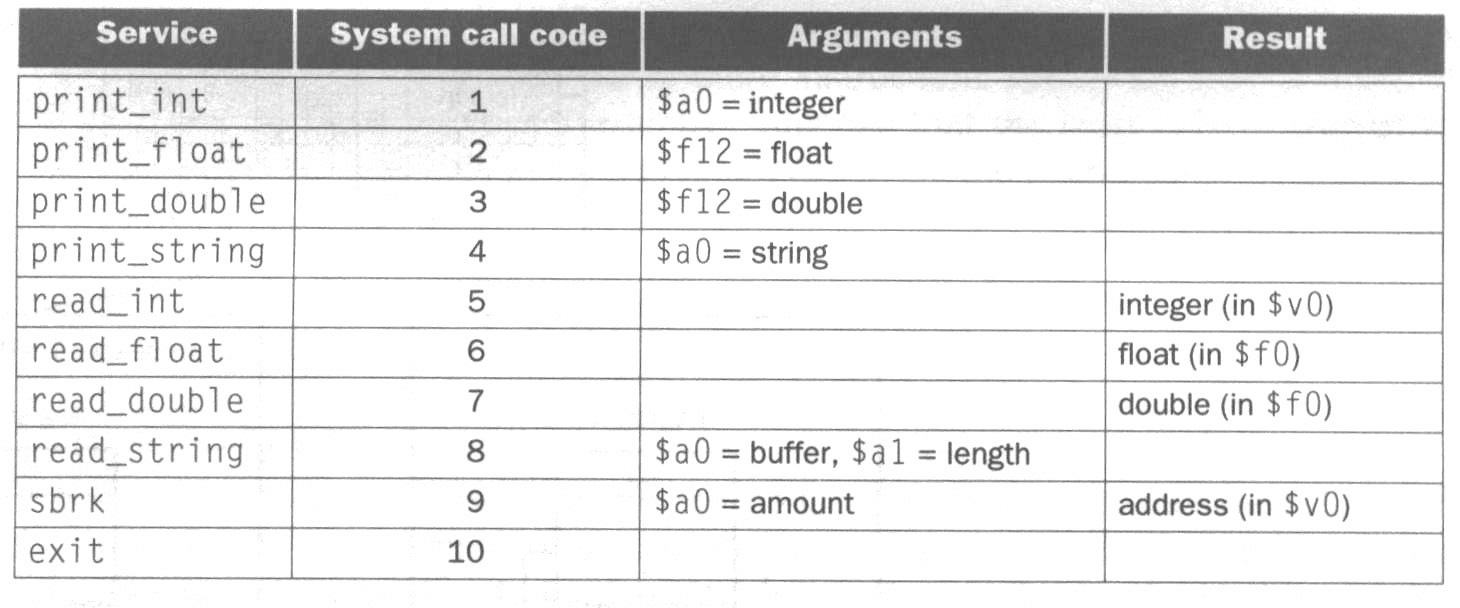 Service System call code Arguments Result
print_int 1 $a0 = integer
print_float 2 $f12 = float
print_double 3 $f12 = double
print_string 4 $a0 = string
read_int 5 integer (in $v0)
read_float 6 float (in $f0)
read_double 7 double (in $f0)
read_string 8 $a0 = buffer, $a1 = length
sbrk 9 $a0 = amount address (in $v0)
exit 10